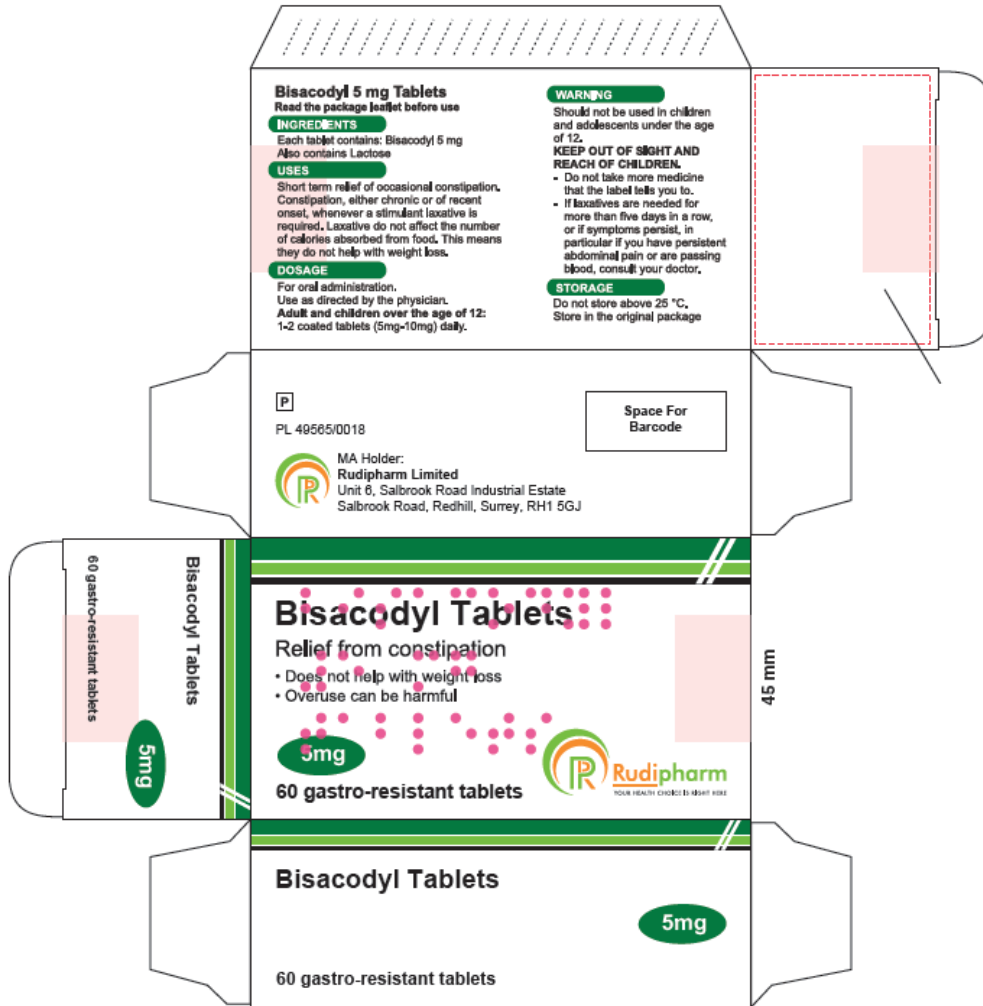 Bisacodyl 5 mg Tablets
Read the package leaflet before use
INGREDIENTS
Each tablet contains: Bisacodyl 5 mg
Also contains Lactose
USES
Short term relief of occasional constipation.
Constipation, either chronic or of recent
onset, whenever a stimulant laxative is
required. Laxative do not affect the number
of calories absorbed from food. This means
they do not help with weight loss.
DOSAGE
For oral administration.
Use as directed by the physician.
Adult and children over the age of 12:
1-2 coated tablets (5mg-10mg) daily.
WARNING
Should not be used in children
and adolescents under the age
of 12.
KEEP OUT OF SIGHT AND
REACH OF CHILDREN.
- Do not take more medicine
that the label tells you to.
- If laxatives are needed for
more than five days in a row,
or if symptoms persist, in
particular if you have persistent
abdominal pain or are passing
blood, consult your doctor.
STORAGE
Do not store above 25 °C.
Store in the original package
P
PL 49565/0018
MA Holder:
Rudipharm Limited
Unit 6, Salbrook Road Industrial Estate
Salbrook Road, Redhill, Surrey, RH1 5GJ
Space For
Barcode
Bisacodyl Tablets
60 gastro-resistant tablets
5mg
Bisacodyl Tablets
Relief from constipation
• Does not help with weight loss
• Overuse can be harmful
5mg
60 gastro-resistant tablets
PR
Rudipharm
YOUR HEALTH CHOICE IS RIGHT HERE
45 mm
Bisacodyl Tablets
5mg
60 gastro-resistant tablets